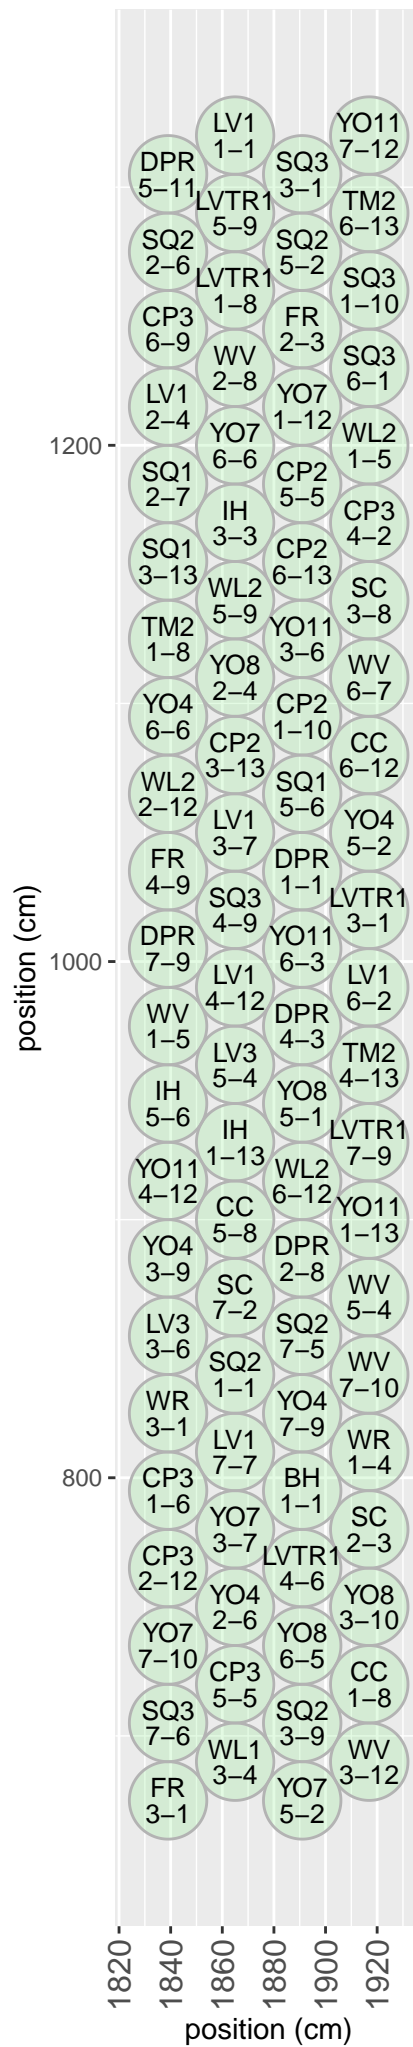 LV1
1−1
YO11
7−12
DPR
5−11
SQ3
3−1
LVTR1
5−9
TM2
6−13
SQ2
2−6
SQ2
5−2
LVTR1
1−8
SQ3
1−10
CP3
6−9
FR
2−3
WV
2−8
SQ3
6−1
LV1
2−4
YO7
1−12
YO7
6−6
WL2
1−5
1200
SQ1
2−7
CP2
5−5
IH
3−3
CP3
4−2
SQ1
3−13
CP2
6−13
WL2
5−9
SC
3−8
TM2
1−8
YO11
3−6
YO8
2−4
WV
6−7
YO4
6−6
CP2
1−10
CP2
3−13
CC
6−12
WL2
2−12
SQ1
5−6
LV1
3−7
YO4
5−2
FR
4−9
DPR
1−1
SQ3
4−9
LVTR1
3−1
DPR
7−9
YO11
6−3
1000
LV1
4−12
LV1
6−2
WV
1−5
DPR
4−3
LV3
5−4
TM2
4−13
IH
5−6
YO8
5−1
IH
1−13
LVTR1
7−9
YO11
4−12
WL2
6−12
CC
5−8
YO11
1−13
YO4
3−9
DPR
2−8
SC
7−2
WV
5−4
LV3
3−6
SQ2
7−5
SQ2
1−1
WV
7−10
WR
3−1
YO4
7−9
LV1
7−7
WR
1−4
800
CP3
1−6
BH
1−1
YO7
3−7
SC
2−3
CP3
2−12
LVTR1
4−6
YO4
2−6
YO8
3−10
YO7
7−10
YO8
6−5
CP3
5−5
CC
1−8
SQ3
7−6
SQ2
3−9
WL1
3−4
WV
3−12
FR
3−1
YO7
5−2
position (cm)
1820
1840
1860
1880
1900
1920
position (cm)